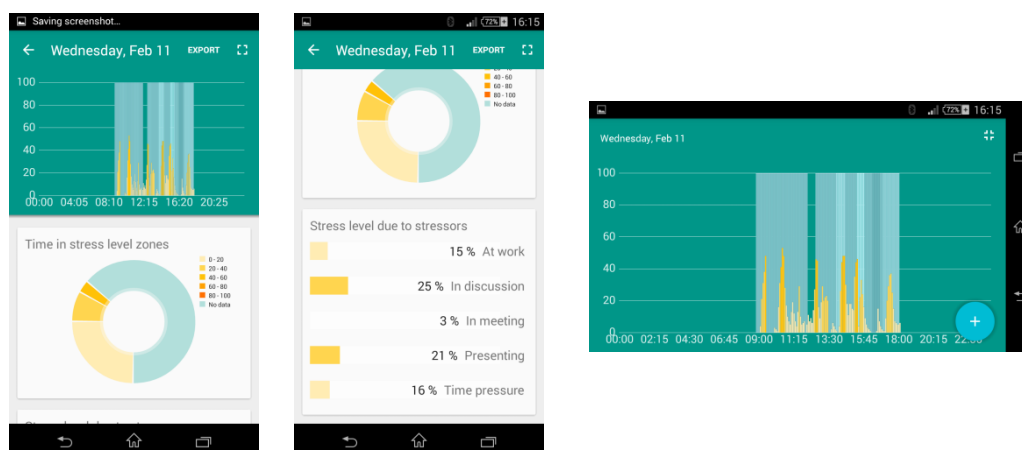 Saving screenshot...
Wednesday, Feb 11 EXPORT
100
80
60
40
20
0
00:00 04:05 08:10 12:15 16:20 20:25
Time in stress level zones
0 - 20
20 - 40
40 - 60
60 - 80
80 - 100
No data
72% 16:15
Wednesday, Feb 11 EXPORT
40 - 60
60 - 80
80 - 100
No data
Stress level due to stressors
15 % At work
25 % In discussion
3 % In meeting
21 % Presenting
16 % Time pressure
72% 16:15
Wednesday, Feb 11
100
80
60
40
20
0
00:00 02:15 04:30 06:45 09:00 11:15 13:30 15:45 18:00 20:15